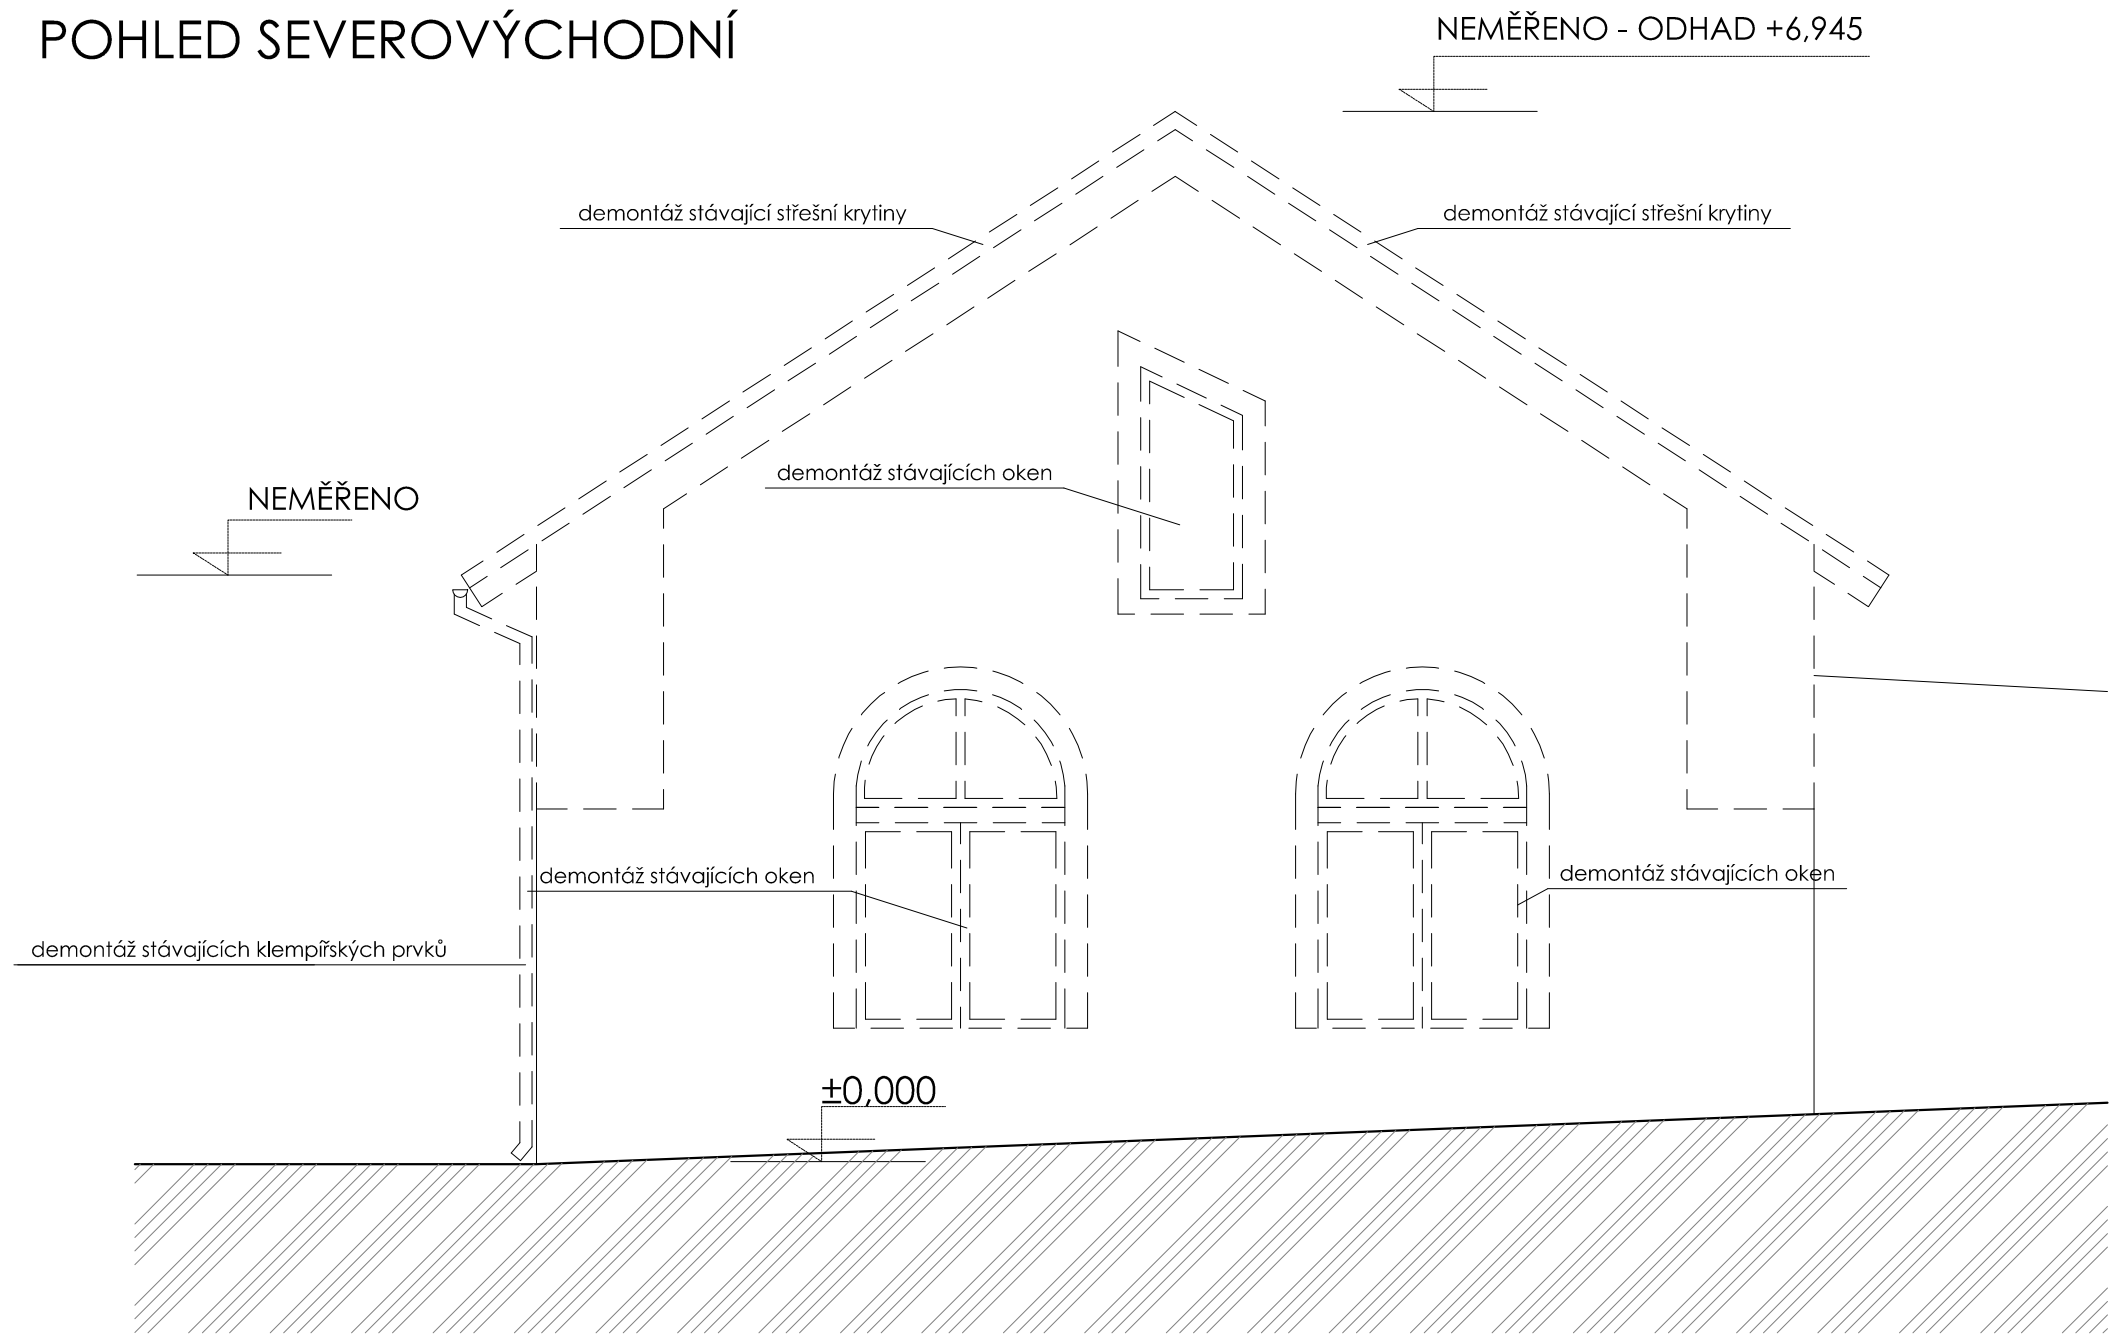 POHLED SEVEROVÝCHODNÍ
NEMĚŘENO - ODHAD +6,945
demontáž stávající střešní krytiny
demontáž stávající střešní krytiny
demontáž stávajících oken
NEMĚŘENO
demontáž stávajících oken
demontáž stávajících oken
demontáž stávajících klempířských prvků
±0,000